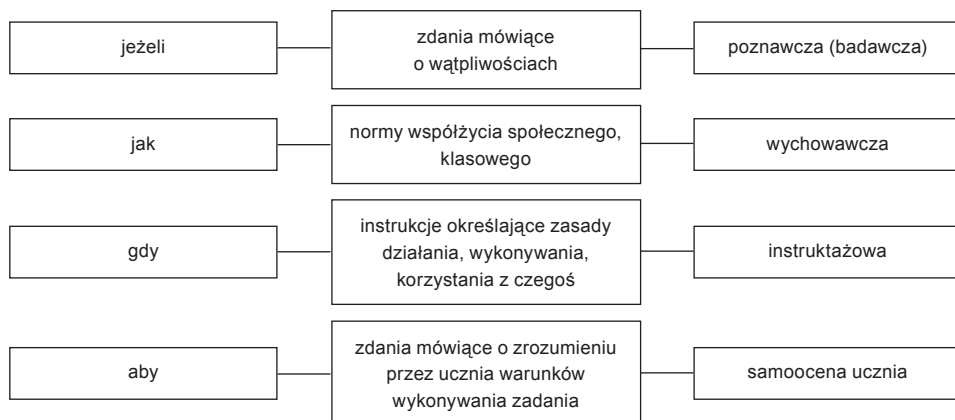 jeżeli
zdania mówiące
o wątpliwościach
poznawcza (badawcza)
jak
normy współżycia społecznego,
klasowego
wychowawcza
gdy
instrukcje określające zasady
działania, wykonywania,
korzystania z czegoś
instruktażowa
aby
zdania mówiące o zrozumieniu
przez ucznia warunków
wykonywania zadania
samoocena ucznia